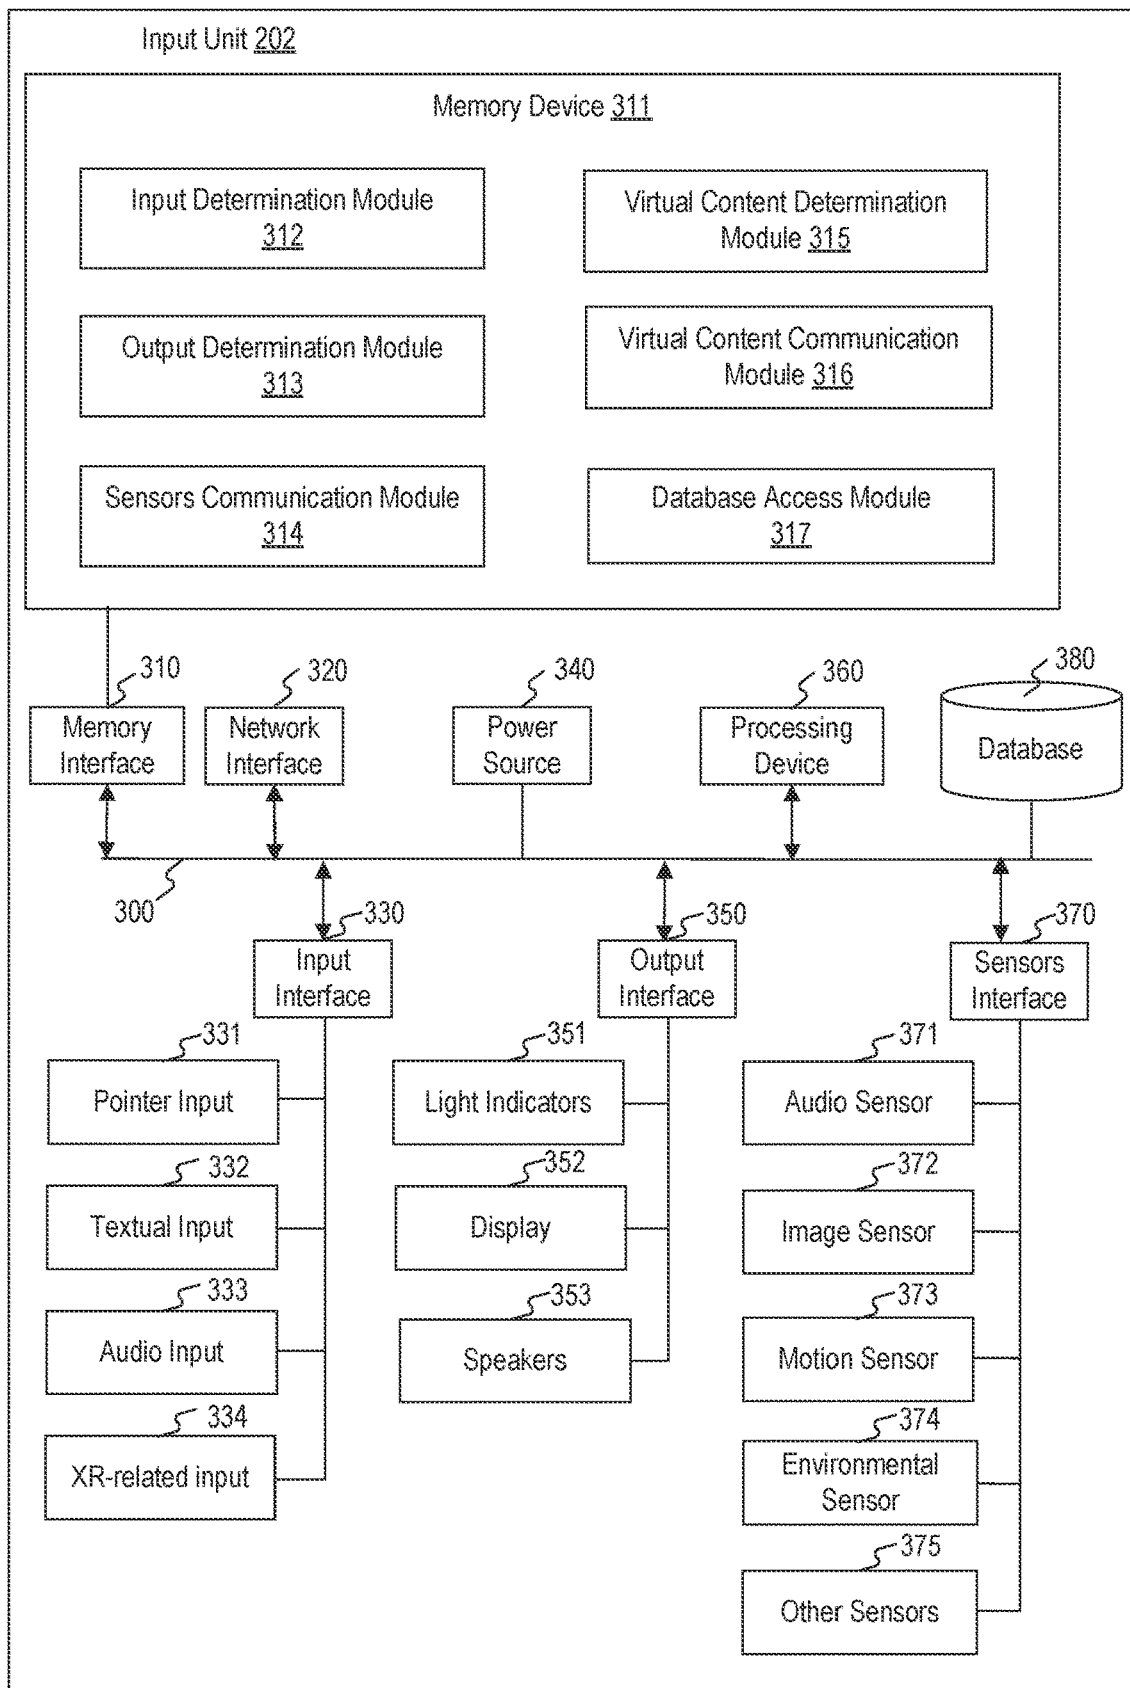 Input Unit 202
Memory Device 311
Input Determination Module
312
Virtual Content Determination
Module 315
Output Determination Module
313
Virtual Content Communication
Module 316
Sensors Communication Module
314
Database Access Module
317
310
320
340
360
380
Memory
Interface
Network
Interface
Power
Source
Processing
Device
Database
300
330
350
370
Input
Interface
Output
Interface
Sensors
Interface
331
Pointer Input
332
Textual Input
333
Audio Input
334
XR-related input
351
Light Indicators
352
Display
353
Speakers
371
Audio Sensor
372
Image Sensor
373
Motion Sensor
374
Environmental
Sensor
375
Other Sensors